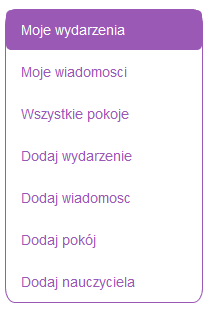 Moje wydarzenia
Moje wiadomosci
Wszystkie pokoje
Dodaj wydarzenie
Dodaj wiadomosc
Dodaj pokój
Dodaj nauczyciela